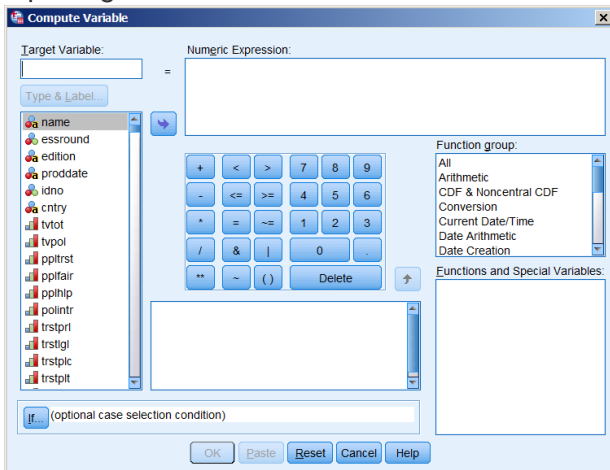 Compute Variable
x
Target Variable:
Numeric Expression:
=
Type & Label...
name
essround
edition
proddate
idno
cntry
tvtot
tvpol
ppltrst
pplfair
pplhlp
polintr
trstprl
trstlgl
trstplc
trstplt
+ < > 7 8 9
- <= >= 4 5 6
* = ~= 1 2 3
/ & | 0 .
** ~ ( ) Delete
Function group:
All
Arithmetic
CDF & Noncentral CDF
Conversion
Current Date/Time
Date Arithmetic
Date Creation
Functions and Special Variables:
If... (optional case selection condition)
OK Paste Reset Cancel Help